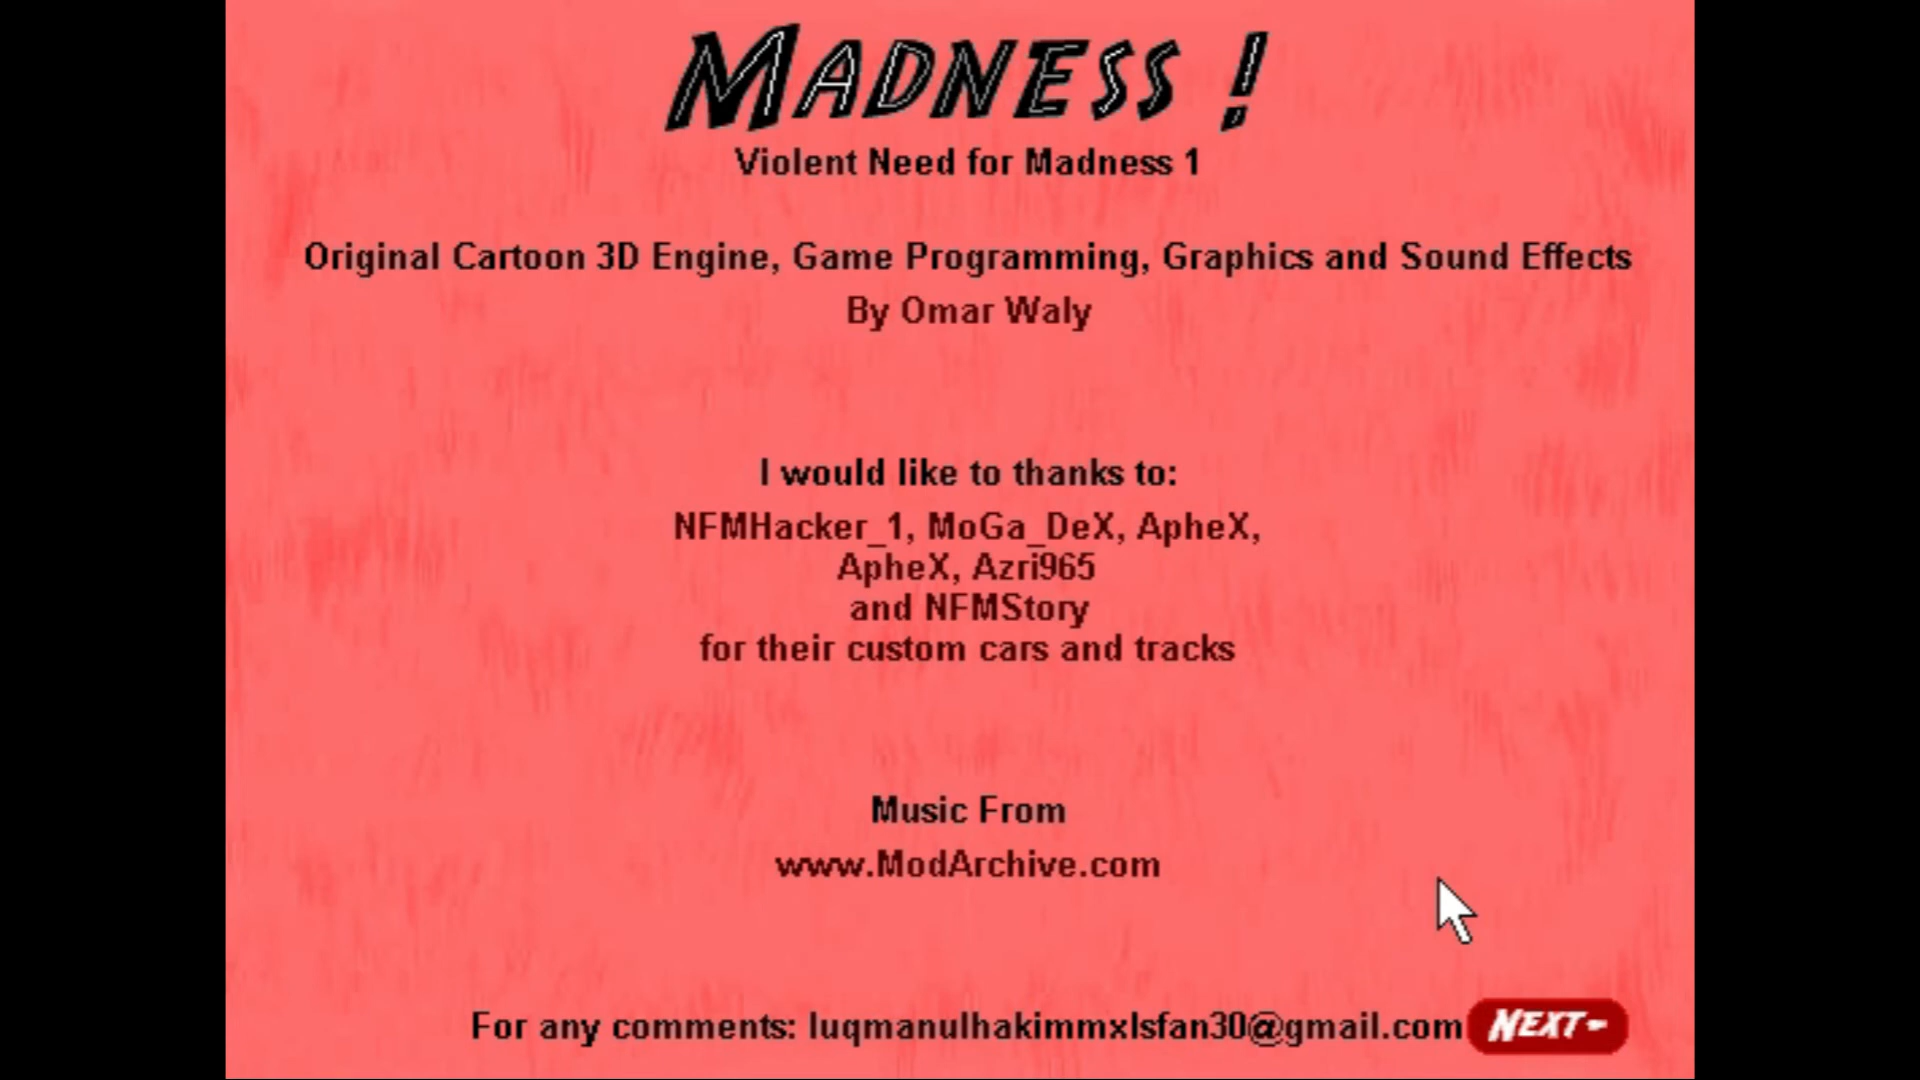 MADNESS !
Violent Need for Madness 1
Original Cartoon 3D Engine, Game Programming, Graphics and Sound Effects
By Omar Waly
I would like to thanks to:
NFMHacker_1, MoGa_DeX, ApheX,
ApheX, Azri965
and NFMStory
for their custom cars and tracks
Music From
www.ModArchive.com
For any comments: luqmanulhakimmxlsfan30@gmail.com
NEXT